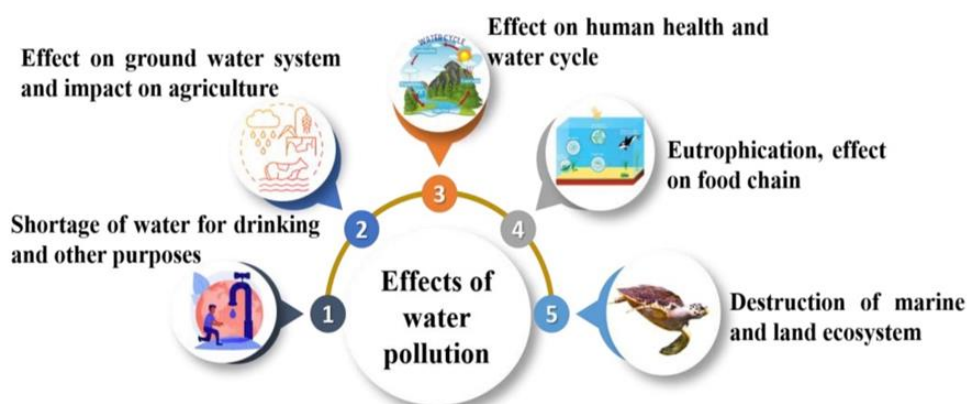 Effect on human health and
water cycle
Effect on ground water system
and impact on agriculture
WATER CYCLE
Eutrophication, effect
on food chain
3
2
4
Shortage of water for drinking
and other purposes
Effects of
water
pollution
1
5
Destruction of marine
and land ecosystem